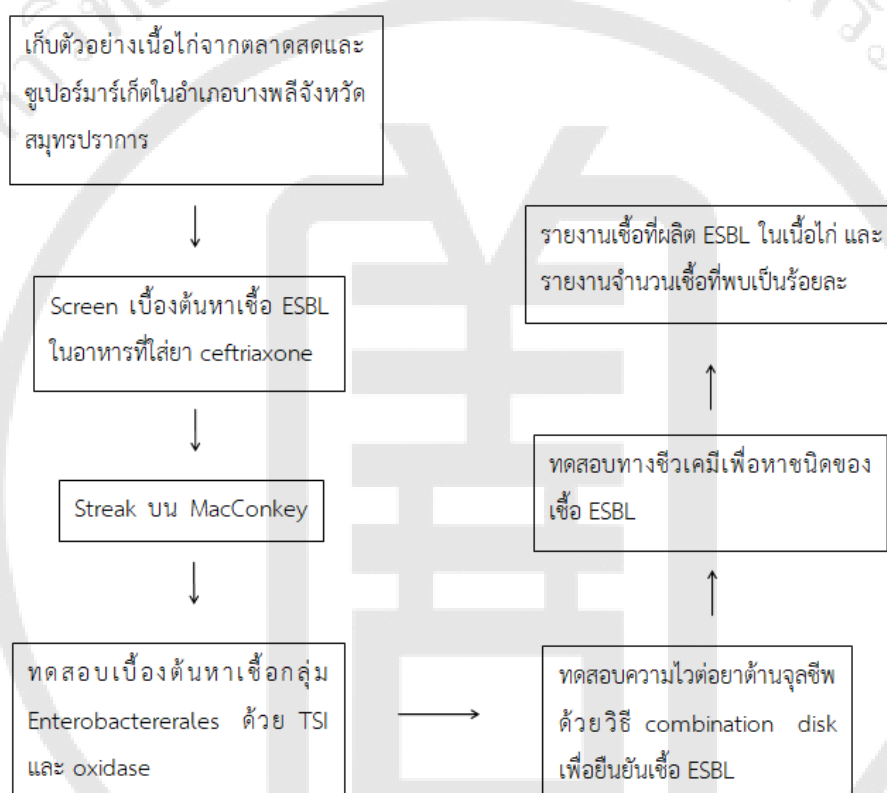 เก็บตัวอย่างเนื้อไก่จากตลาดสดและ
ซูเปอร์มาร์เก็ตในอำเภอบางพลีจังหวัด
สมุทรปราการ
Screen เบื้องต้นหาเชื้อ ESBL
ในอาหารที่ใส่ยา ceftriaxone
Streak บน MacConkey
ทดสอบเบื้องต้นหาเชื้อกลุ่ม
Enterobactererales ด้วย TSI
และ oxidase
ทดสอบความไวต่อยาต้านจุลชีพ
ด้วยวิธี combination disk
เพื่อยืนยันเชื้อ ESBL
ทดสอบทางชีวเคมีเพื่อหาชนิดของ
เชื้อ ESBL
รายงานเชื้อที่ผลิต ESBL ในเนื้อไก่ และ
รายงานจำนวนเชื้อที่พบเป็นร้อยละ